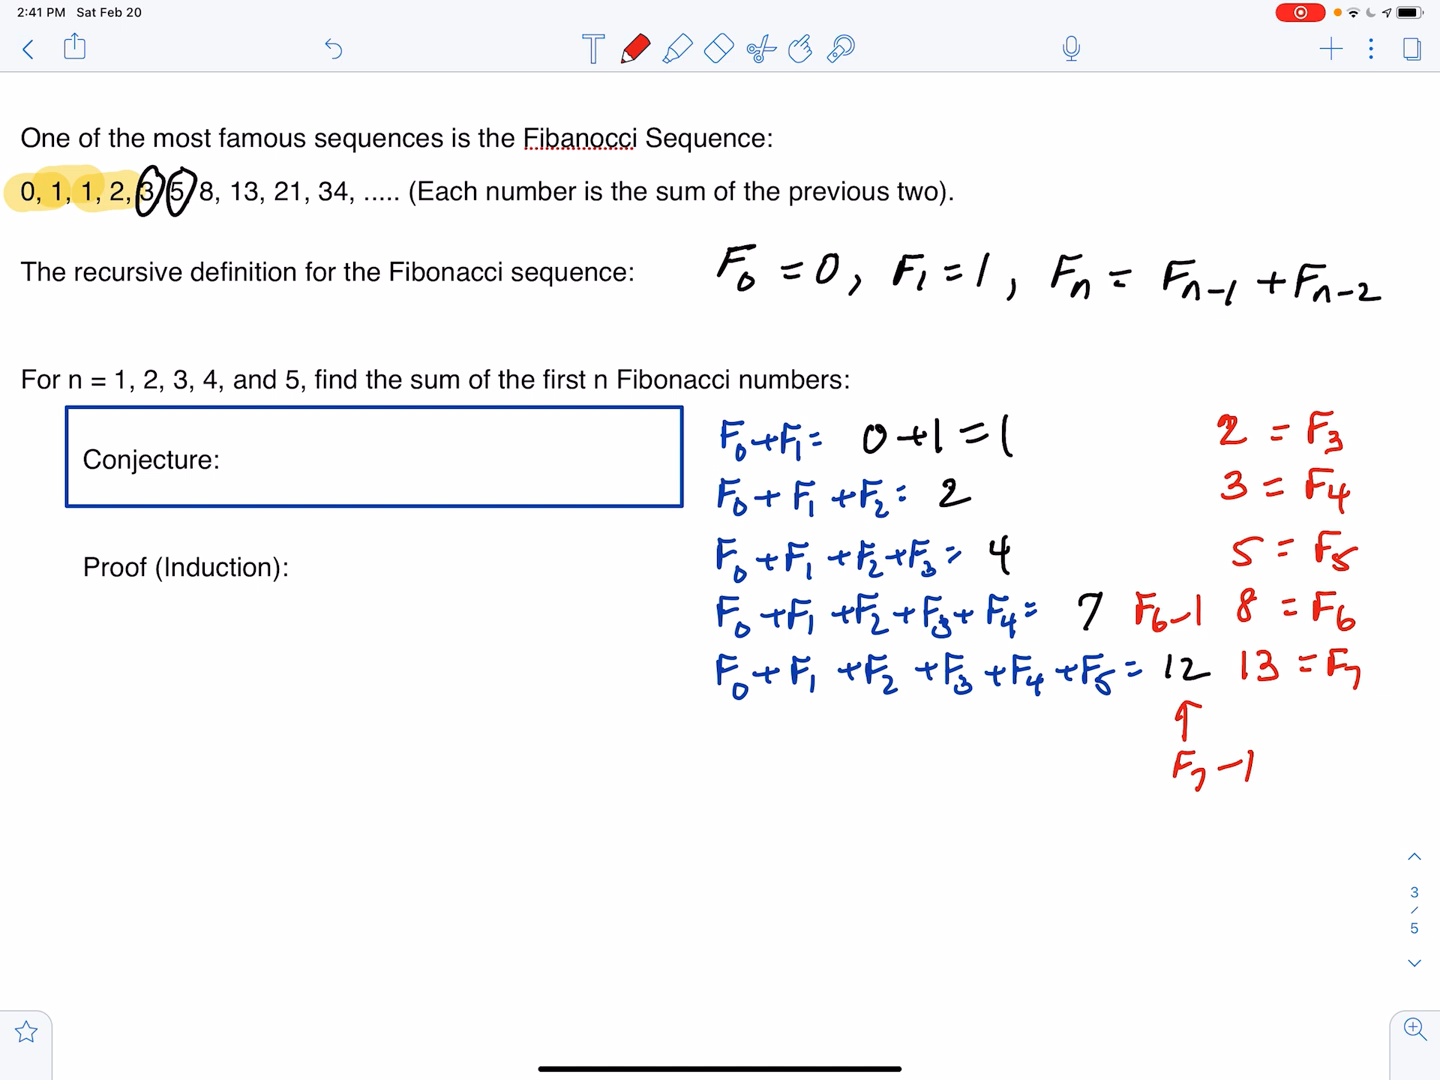 2:41 PM Sat Feb 20
T
One of the most famous sequences is the Fibanocci Sequence:
0, 1, 1, 2, 3, 5, 8, 13, 21, 34, ..... (Each number is the sum of the previous two).
The recursive definition for the Fibonacci sequence: F₀ = 0, F₁ = 1, Fₙ = Fₙ₋₁ + Fₙ₋₂
For n = 1, 2, 3, 4, and 5, find the sum of the first n Fibonacci numbers:
Conjecture:
Proof (Induction):
F₀ + F₁ = 0 + 1 = 1 2 = F₃
F₀ + F₁ + F₂ = 2 3 = F₄
F₀ + F₁ + F₂ + F₃ = 4 5 = F₅
F₀ + F₁ + F₂ + F₃ + F₄ = 7 F₆ - 1 8 = F₆
F₀ + F₁ + F₂ + F₃ + F₄ + F₅ = 12 13 = F₇
↑
F₇ - 1
3
/
5